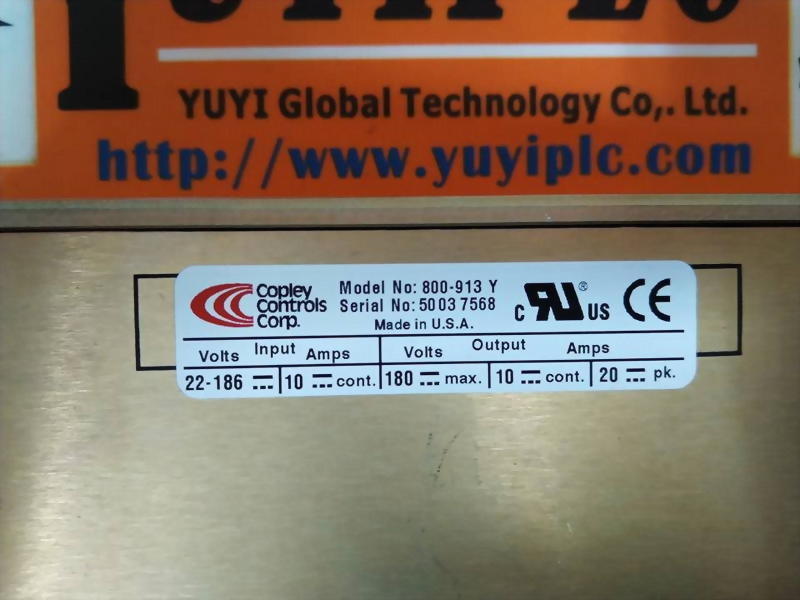 YUYI Global Technology Co,. Ltd.
http://www.yuyiplc.com
Copley Controls Corp.
Model No: 800-913 Y
Serial No: 5003 7568
Made in U.S.A.
c RU ® US CE
Input Output
Volts Amps Volts Amps
22-186 ⎓ 10 ⎓ cont. 180 ⎓ max. 10 ⎓ cont. 20 ⎓ pk.